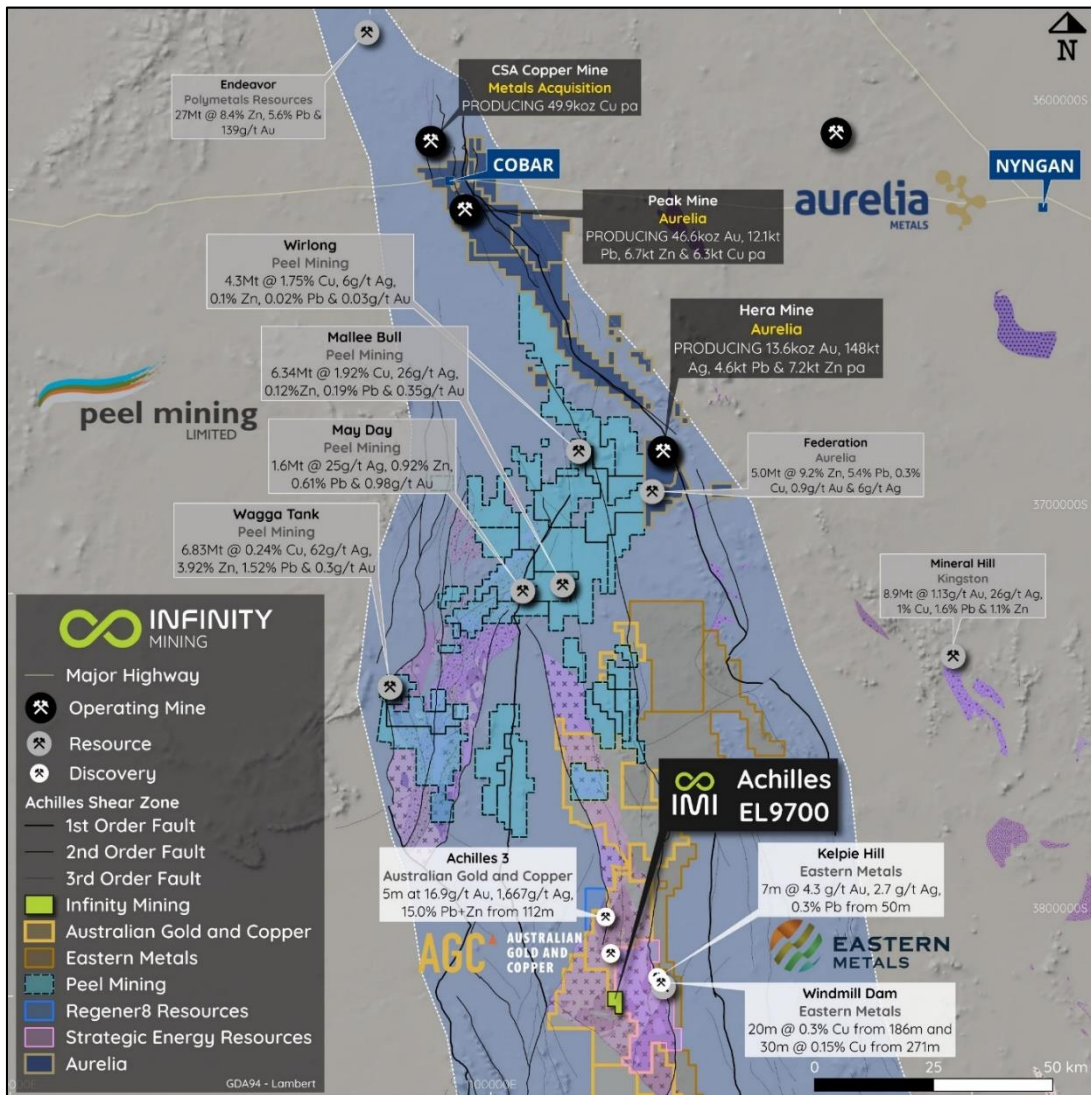 N
Endeavor
Polymetals Resources
27Mt @ 8.4% Zn, 5.6% Pb &
139g/t Au
CSA Copper Mine
Metals Acquisition
PRODUCING 49.9koz Cu pa
3600000S
COBAR
NYNGAN
aurelia
METALS
Peak Mine
Aurelia
PRODUCING 46.6koz Au, 12.1kt
Pb, 6.7kt Zn & 6.3kt Cu pa
Wirlong
Peel Mining
4.3Mt @ 1.75% Cu, 6g/t Ag,
0.1% Zn, 0.02% Pb & 0.03g/t Au
Hera Mine
Aurelia
PRODUCING 13.6koz Au, 148kt
Ag, 4.6kt Pb & 7.2kt Zn pa
Mallee Bull
Peel Mining
6.34Mt @ 1.92% Cu, 26g/t Ag,
0.12%Zn, 0.19% Pb & 0.35g/t Au
peel mining
LIMITED
May Day
Peel Mining
1.6Mt @ 25g/t Ag, 0.92% Zn,
0.61% Pb & 0.98g/t Au
Federation
Aurelia
5.0Mt @ 9.2% Zn, 5.4% Pb, 0.3%
Cu, 0.9g/t Au & 6g/t Ag
3700000S
Wagga Tank
Peel Mining
6.83Mt @ 0.24% Cu, 62g/t Ag,
3.92% Zn, 1.52% Pb & 0.3g/t Au
Mineral Hill
Kingston
8.9Mt @ 1.13g/t Au, 26g/t Ag,
1% Cu, 1.6% Pb & 1.1% Zn
INFINITY
MINING
Major Highway
Operating Mine
Resource
Discovery
Achilles Shear Zone
1st Order Fault
2nd Order Fault
3rd Order Fault
Infinity Mining
Australian Gold and Copper
Eastern Metals
Peel Mining
Regener8 Resources
Strategic Energy Resources
Aurelia
GDA94 - Lambert
IMI
Achilles
EL9700
Achilles 3
Australian Gold and Copper
5m at 16.9g/t Au, 1,667g/t Ag,
15.0% Pb+Zn from 112m
Kelpie Hill
Eastern Metals
7m @ 4.3 g/t Au, 2.7 g/t Ag,
0.3% Pb from 50m
3800000S
AGC
AUSTRALIAN
GOLD AND
COPPER
EASTERN
METALS
Windmill Dam
Eastern Metals
20m @ 0.3% Cu from 186m and
30m @ 0.15% Cu from 271m
0 25 50 km